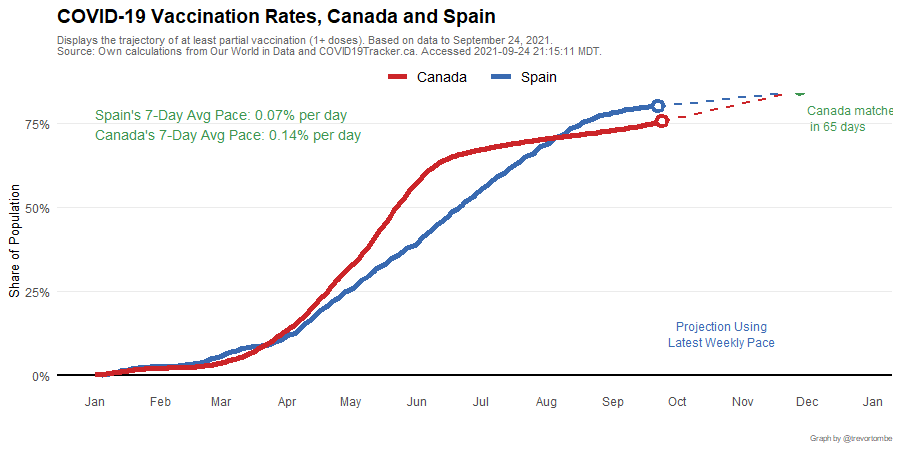 COVID-19 Vaccination Rates, Canada and Spain
Displays the trajectory of at least partial vaccination (1+ doses). Based on data to September 24, 2021.
Source: Own calculations from Our World in Data and COVID19Tracker.ca. Accessed 2021-09-24 21:15:11 MDT.
Canada Spain
Spain's 7-Day Avg Pace: 0.07% per day
Canada's 7-Day Avg Pace: 0.14% per day
Canada matche
in 65 days
75%
50%
25%
0%
Share of Population
Projection Using
Latest Weekly Pace
Jan Feb Mar Apr May Jun Jul Aug Sep Oct Nov Dec Jan
Graph by @trevortombe